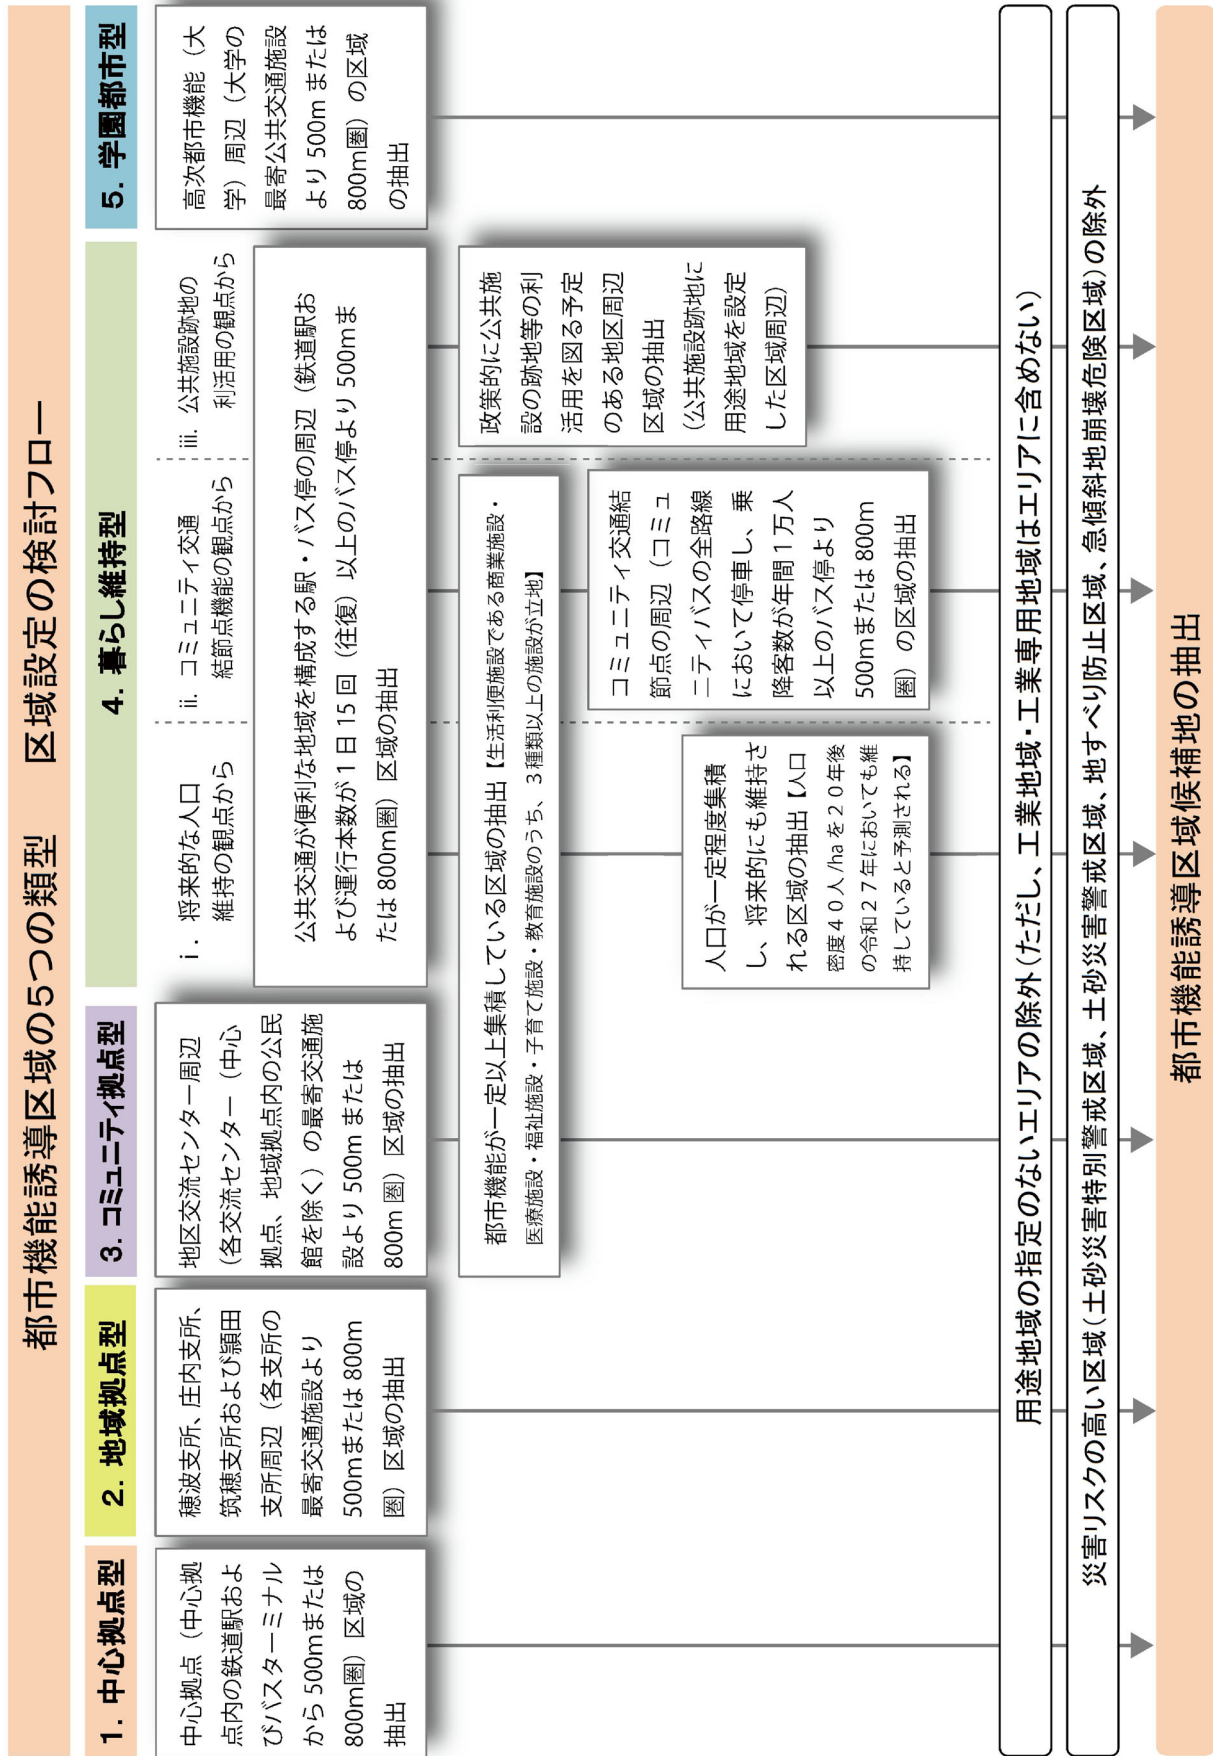 都市機能誘導区域の5つの類型　区域設定の検討フロー
1. 中心拠点型
中心拠点（中心拠
点内の鉄道駅およ
びバスターミナル
から 500mまたは
800m圏）区域の
抽出
2. 地域拠点型
穂波支所、庄内支所、
筑穂支所および頴田
支所周辺（各支所の
最寄交通施設より
500mまたは 800m
圏）区域の抽出
3. コミュニティ拠点型
地区交流センター周辺
（各交流センター（中心
拠点、地域拠点内の公民
館を除く）の最寄交通施
設より 500m または
800m 圏）区域の抽出
4. 暮らし維持型
ⅰ. 将来的な人口
維持の観点から
ⅱ. コミュニティ交通
結節点機能の観点から
ⅲ. 公共施設跡地の
利活用の観点から
公共交通が便利な地域を構成する駅・バス停の周辺（鉄道駅お
よび運行本数が 1 日 15 回（往復）以上のバス停より 500mま
たは 800m圏）区域の抽出
都市機能が一定以上集積している区域の抽出【生活利便施設である商業施設・
医療施設・福祉施設・子育て施設・教育施設のうち、３種類以上の施設が立地】
人口が一定程度集積
し、将来的にも維持さ
れる区域の抽出【人口
密度４０人/ha を２０年後
の令和２７年においても維
持していると予測される】
コミュニティ交通結
節点の周辺（コミュ
ニティバスの全路線
において停車し、乗
降客数が年間１万人
以上のバス停より
500mまたは 800m
圏）の区域の抽出
政策的に公共施
設の跡地等の利
活用を図る予定
のある地区周辺
区域の抽出
（公共施設跡地に
用途地域を設定
した区域周辺）
5. 学園都市型
高次都市機能（大
学）周辺（大学の
最寄公共交通施設
より 500m または
800m圏）の区域
の抽出
用途地域の指定のないエリアの除外（ただし、工業地域・工業専用地域はエリアに含めない）
災害リスクの高い区域（土砂災害特別警戒区域、土砂災害警戒区域、地すべり防止区域、急傾斜地崩壊危険区域）の除外
都市機能誘導区域候補地の抽出